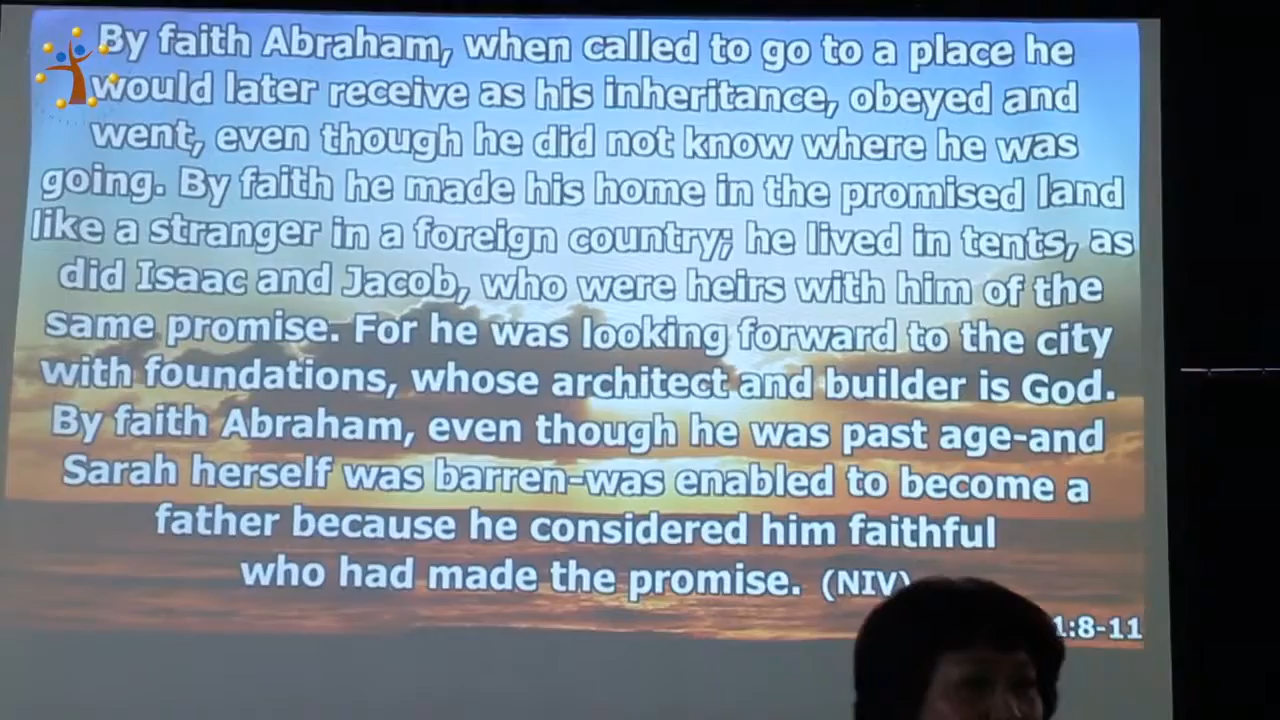 By faith Abraham, when called to go to a place he
would later receive as his inheritance, obeyed and
went, even though he did not know where he was
going. By faith he made his home in the promised land
like a stranger in a foreign country; he lived in tents, as
did Isaac and Jacob, who were heirs with him of the
same promise. For he was looking forward to the city
with foundations, whose architect and builder is God.
By faith Abraham, even though he was past age-and
Sarah herself was barren-was enabled to become a
father because he considered him faithful
who had made the promise. (NIV)
1:8-11